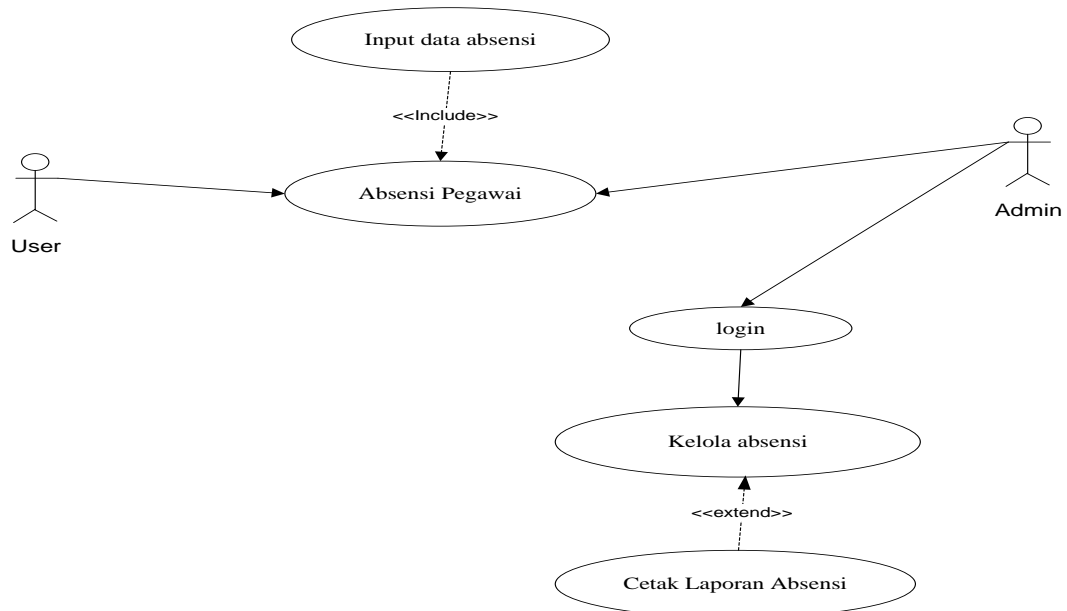 Input data absensi
<<Include>>
Absensi Pegawai
User
Admin
login
Kelola absensi
<<extend>>
Cetak Laporan Absensi